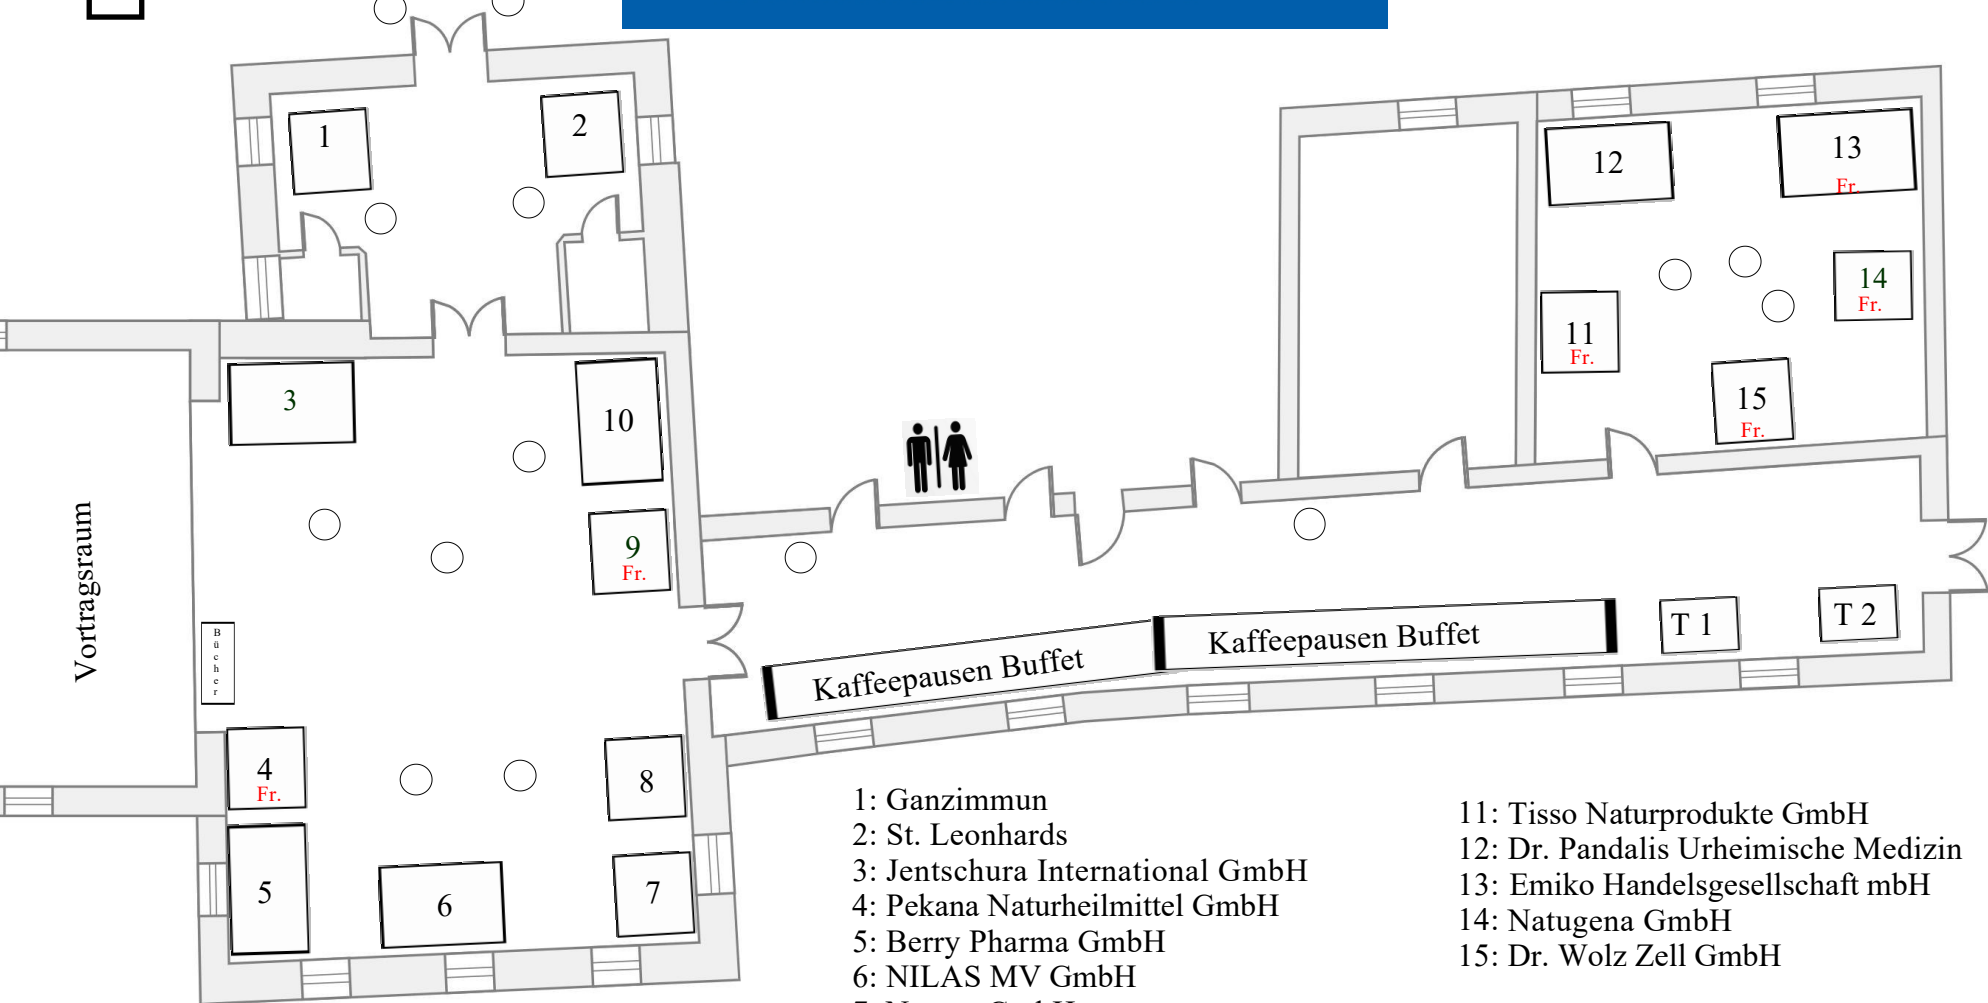 1
2
12
13
Fr.
14
Fr.
11
Fr.
15
Fr.
3
10
9
Fr.
Vortragsraum
Bücher
Kaffeepausen Buffet
Kaffeepausen Buffet
T 1
T 2
4
Fr.
8
5
6
7
1: Ganzimmun
2: St. Leonhards
3: Jentschura International GmbH
4: Pekana Naturheilmittel GmbH
5: Berry Pharma GmbH
6: NILAS MV GmbH
11: Tisso Naturprodukte GmbH
12: Dr. Pandalis Urheimische Medizin
13: Emiko Handelsgesellschaft mbH
14: Natugena GmbH
15: Dr. Wolz Zell GmbH